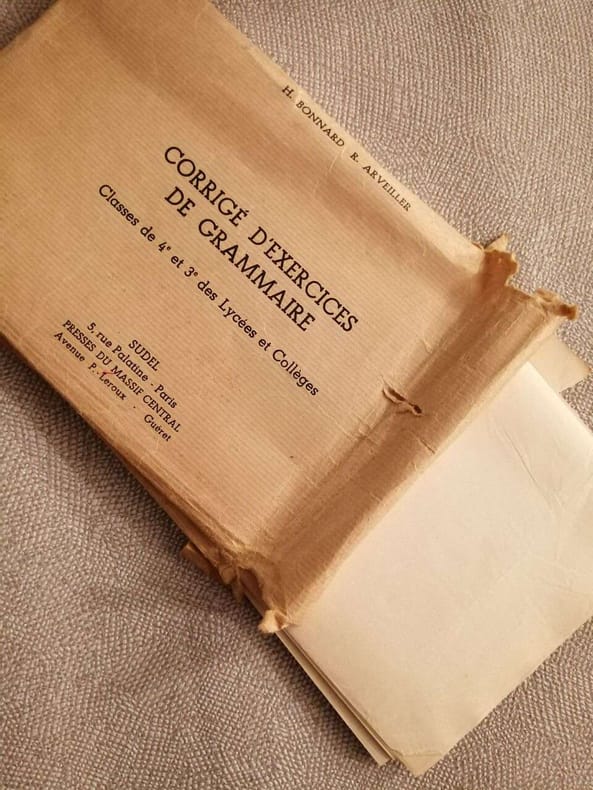 H. BONNARD R. ARVEILLER
CORRIGÉ D'EXERCICES
DE GRAMMAIRE
Classes de 4e et 3e des Lycées et Collèges
SUDEL
5, rue Palatine - Paris
PRESSES DU MASSIF CENTRAL
Avenue P. Leroux - Guéret